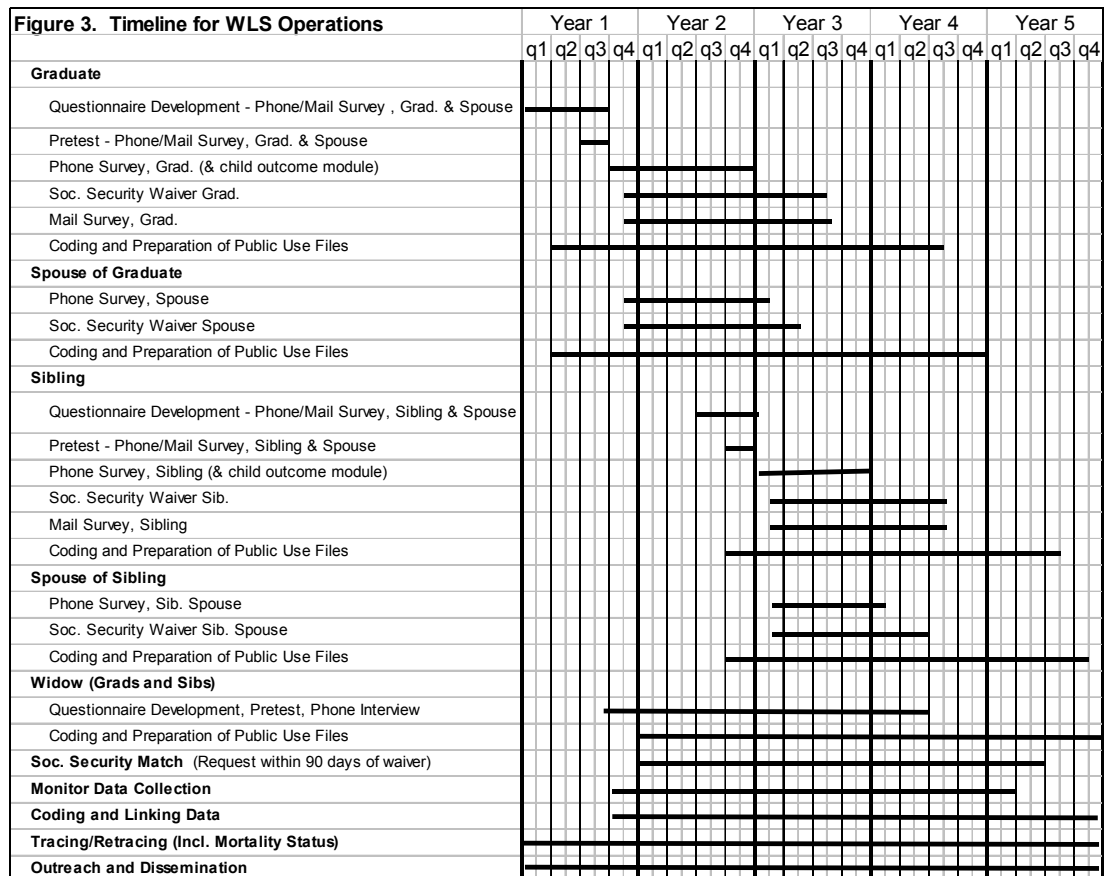 Figure 3. Timeline for WLS Operations Year 1 Year 2 Year 3 Year 4 Year 5
q1 q2 q3 q4 q1 q2 q3 q4 q1 q2 q3 q4 q1 q2 q3 q4 q1 q2 q3 q4
Graduate
Questionnaire Development - Phone/Mail Survey , Grad. & Spouse
Pretest - Phone/Mail Survey, Grad. & Spouse
Phone Survey, Grad. (& child outcome module)
Soc. Security Waiver Grad.
Mail Survey, Grad.
Coding and Preparation of Public Use Files
Spouse of Graduate
Phone Survey, Spouse
Soc. Security Waiver Spouse
Coding and Preparation of Public Use Files
Sibling
Questionnaire Development - Phone/Mail Survey, Sibling & Spouse
Pretest - Phone/Mail Survey, Sibling & Spouse
Phone Survey, Sibling (& child outcome module)
Soc. Security Waiver Sib.
Mail Survey, Sibling
Coding and Preparation of Public Use Files
Spouse of Sibling
Phone Survey, Sib. Spouse
Soc. Security Waiver Sib. Spouse
Coding and Preparation of Public Use Files
Widow (Grads and Sibs)
Questionnaire Development, Pretest, Phone Interview
Coding and Preparation of Public Use Files
Soc. Security Match (Request within 90 days of waiver)
Monitor Data Collection
Coding and Linking Data
Tracing/Retracing (Incl. Mortality Status)
Outreach and Dissemination